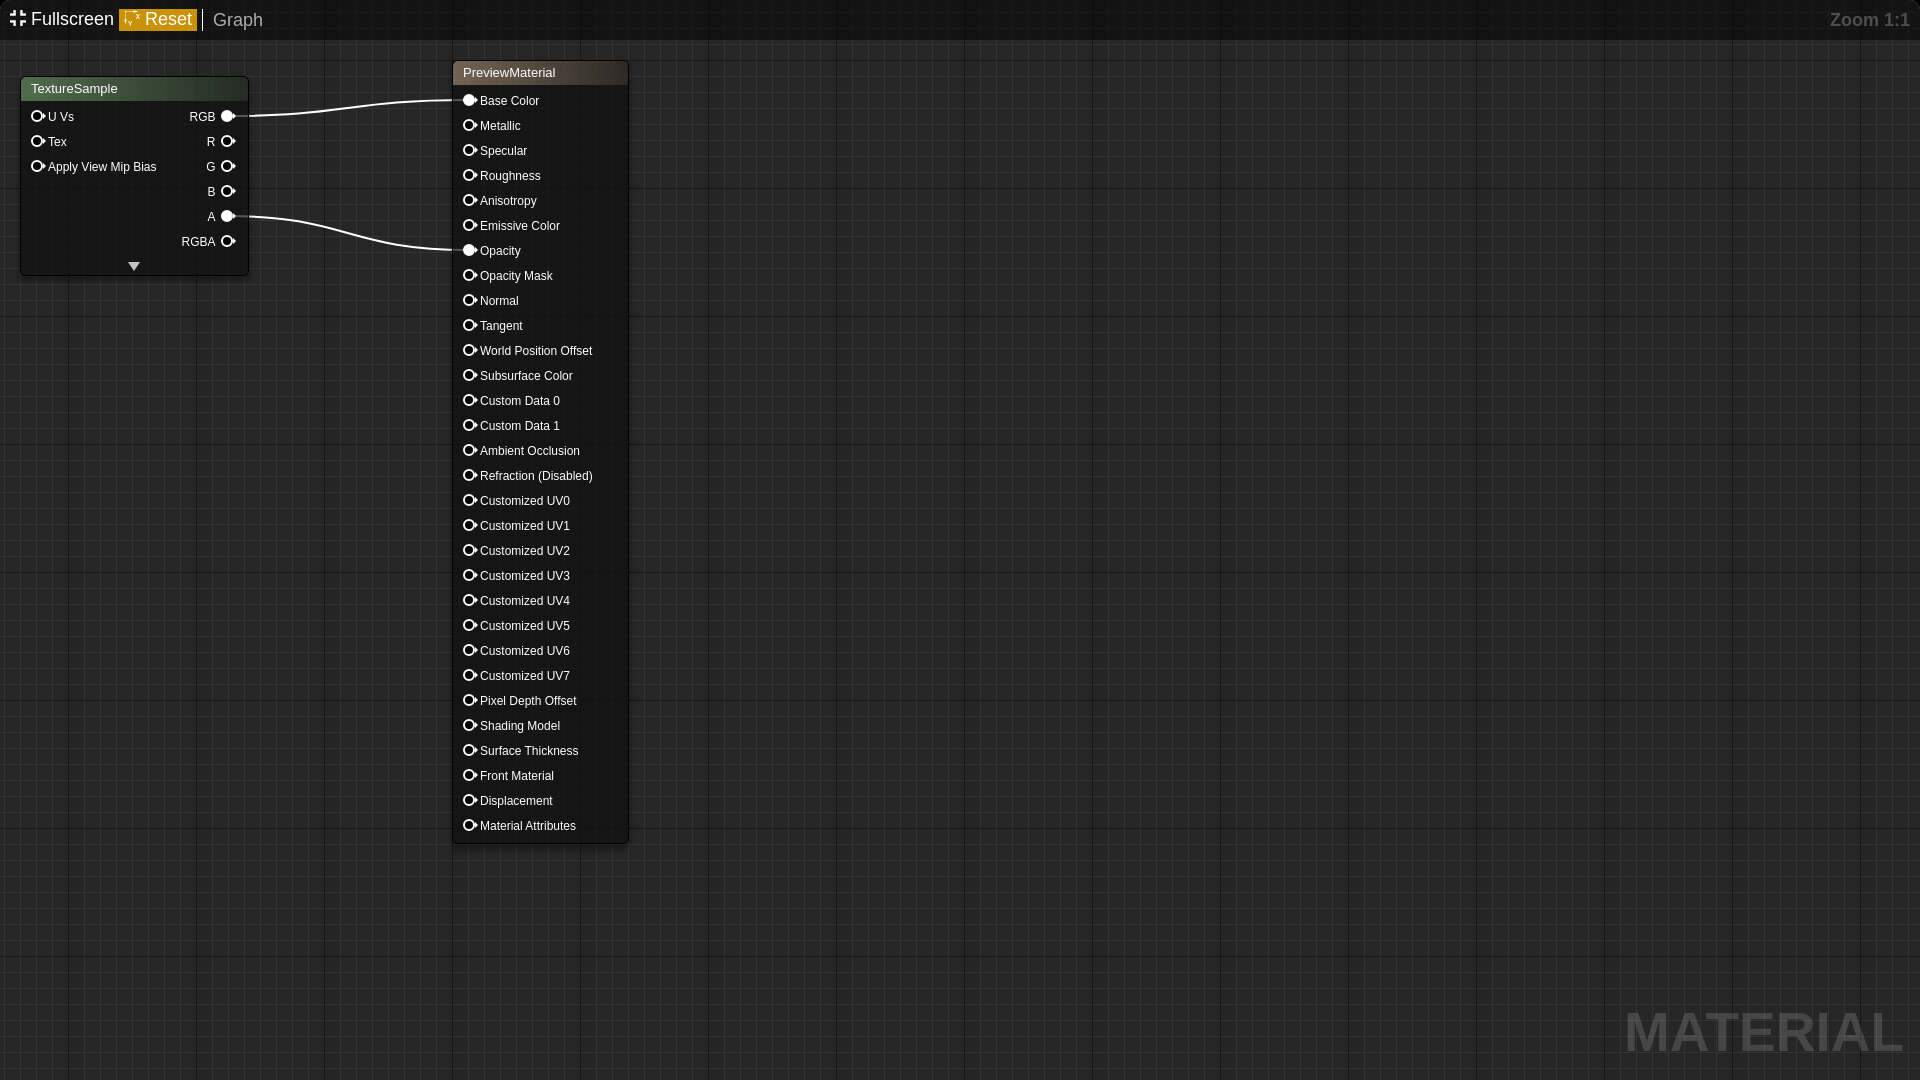 Fullscreen Reset Graph Zoom 1:1
TextureSample
U Vs RGB
Tex R
Apply View Mip Bias G
B
A
RGBA
PreviewMaterial
Base Color
Metallic
Specular
Roughness
Anisotropy
Emissive Color
Opacity
Opacity Mask
Normal
Tangent
World Position Offset
Subsurface Color
Custom Data 0
Custom Data 1
Ambient Occlusion
Refraction (Disabled)
Customized UV0
Customized UV1
Customized UV2
Customized UV3
Customized UV4
Customized UV5
Customized UV6
Customized UV7
Pixel Depth Offset
Shading Model
Surface Thickness
Front Material
Displacement
Material Attributes
MATERIAL